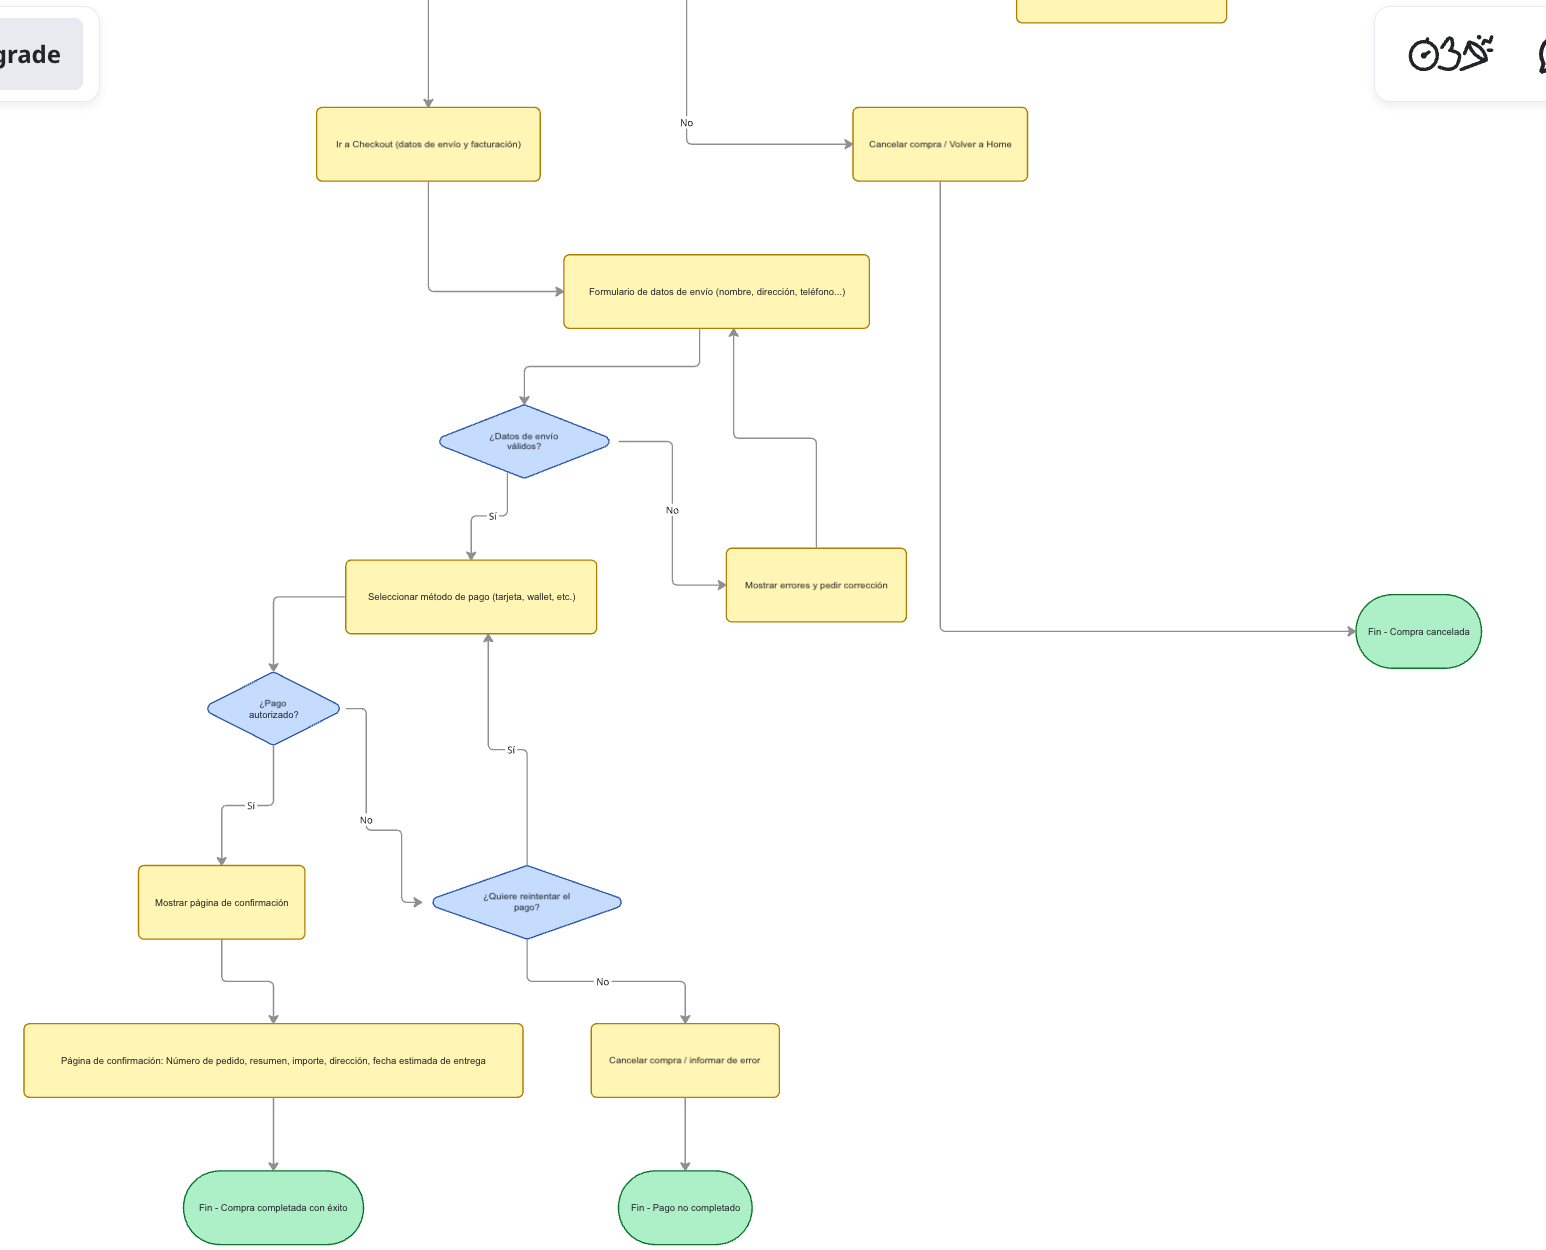 grade
No
Ir a Checkout (datos de envío y facturación)
Cancelar compra / Volver a Home
Formulario de datos de envío (nombre, dirección, teléfono...)
¿Datos de envío
válidos?
No
Sí
Mostrar errores y pedir corrección
Seleccionar método de pago (tarjeta, wallet, etc.)
Fin - Compra cancelada
¿Pago
autorizado?
Sí
Sí
No
Mostrar página de confirmación
¿Quiere reintentar el
pago?
No
Página de confirmación: Número de pedido, resumen, importe, dirección, fecha estimada de entrega
Cancelar compra / informar de error
Fin - Compra completada con éxito
Fin - Pago no completado